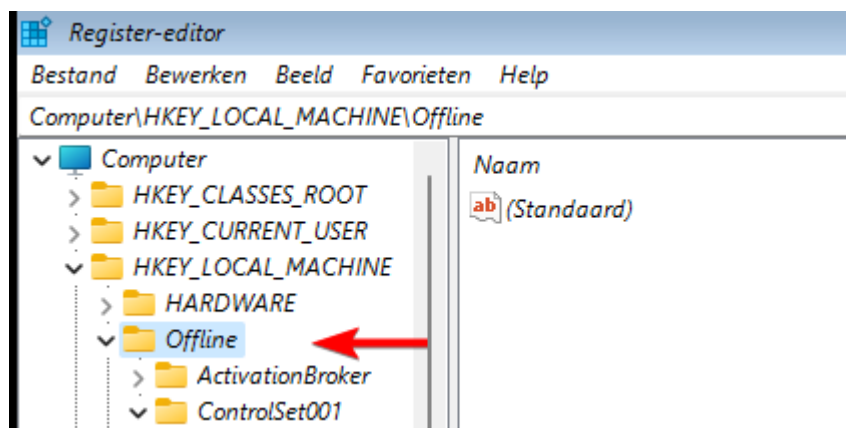 Register-editor
Bestand Bewerken Beeld Favorieten Help
Computer\HKEY_LOCAL_MACHINE\Offline
Computer
HKEY_CLASSES_ROOT
HKEY_CURRENT_USER
HKEY_LOCAL_MACHINE
HARDWARE
Offline
ActivationBroker
ControlSet001
Naam
ab (Standaard)